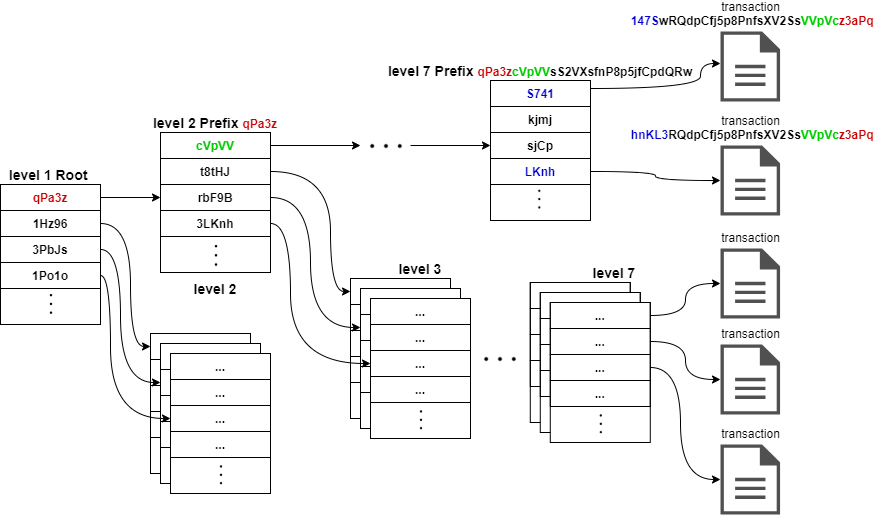 transaction
147SwRQdpCfj5p8PnfsXV2SsVVpVcz3aPq
level 7 Prefix qPa3zcVpVVsS2VXsfnP8p5jfCpdQRw
S741
kjmj
sjCp
LKnh
⋮
transaction
hnKL3RQdpCfj5p8PnfsXV2SsVVpVcz3aPq
level 2 Prefix qPa3z
cVpVV
t8tHJ
rbF9B
3LKnh
⋮
...
level 1 Root
qPa3z
1Hz96
3PbJs
1Po1o
⋮
level 2
...
...
...
...
⋮
level 3
...
...
...
...
⋮
...
level 7
...
...
...
...
⋮
transaction
transaction
transaction